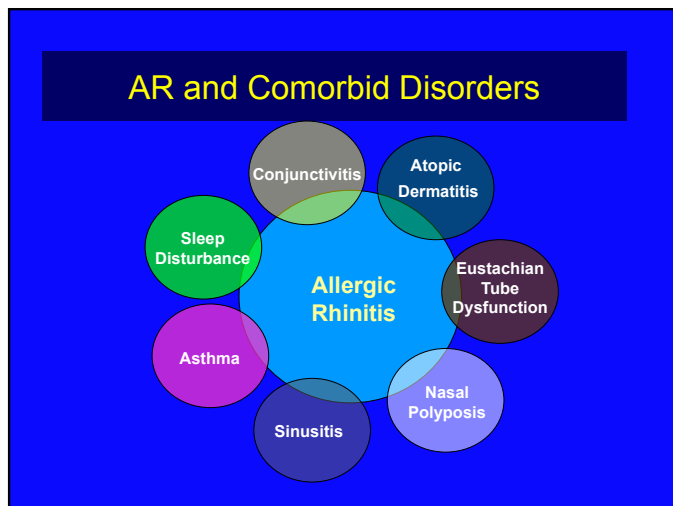 AR and Comorbid Disorders
Conjunctivitis
Atopic
Dermatitis
Sleep
Disturbance
Eustachian
Tube
Dysfunction
Allergic
Rhinitis
Asthma
Nasal
Polyposis
Sinusitis